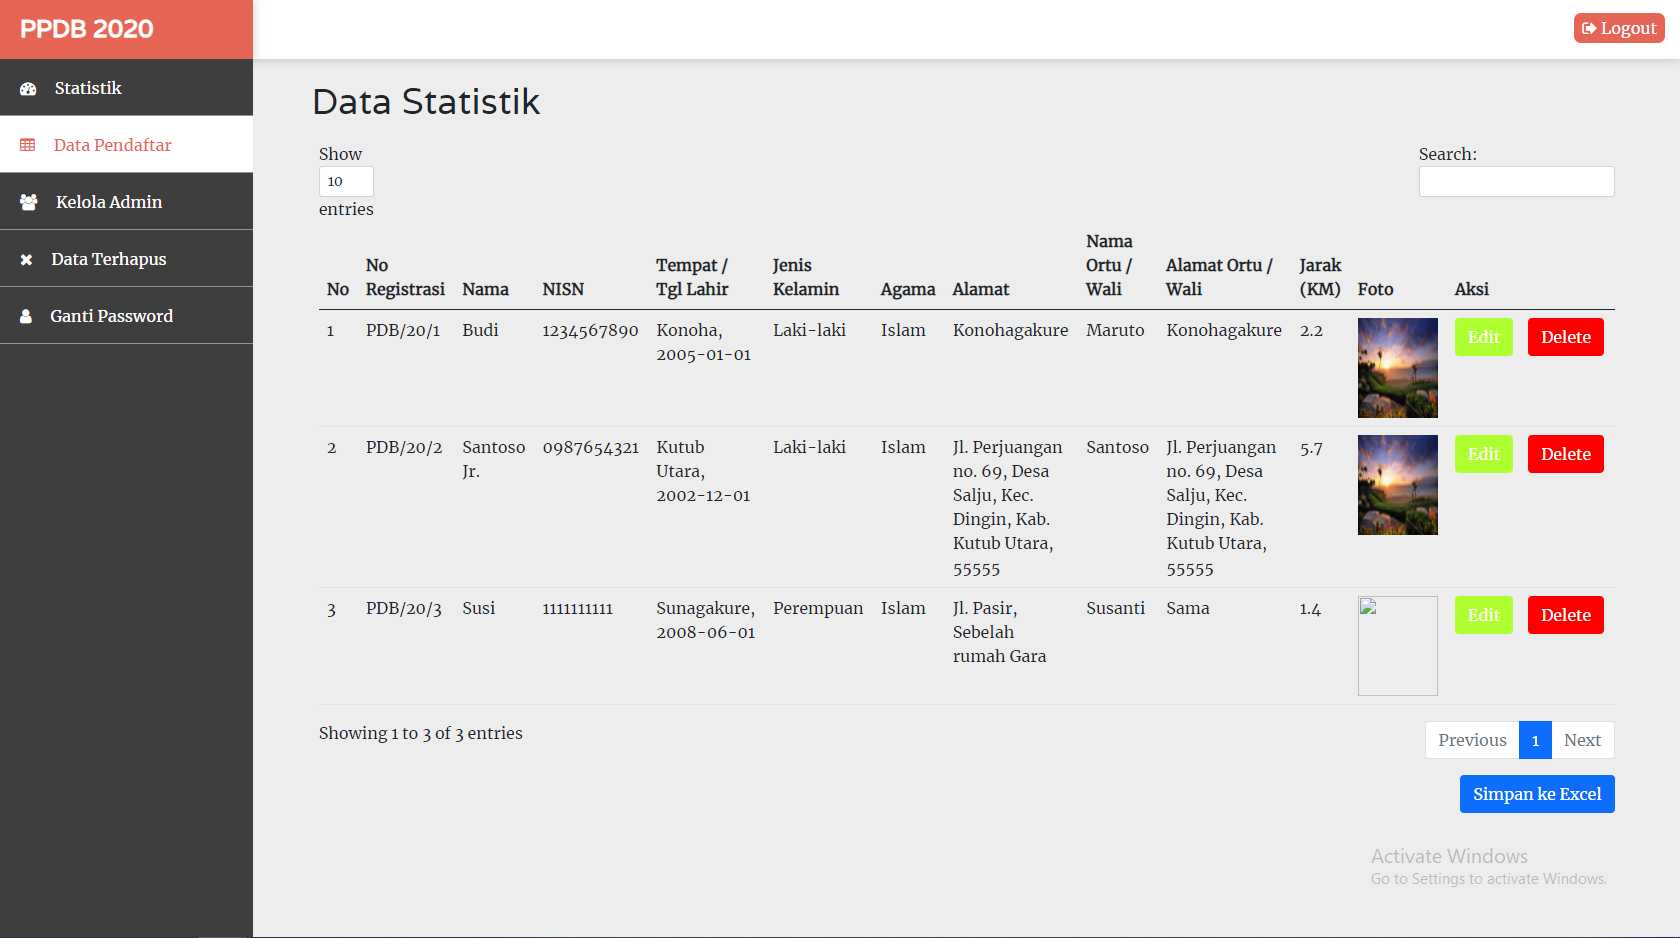 PPDB 2020
Logout
Statistik
Data Pendaftar
Kelola Admin
Data Terhapus
Ganti Password
Data Statistik
Show
10
entries
Search:
No
No
Registrasi
Nama
NISN
Tempat /
Tgl Lahir
Jenis
Kelamin
Agama
Alamat
Nama
Ortu /
Wali
Alamat Ortu /
Wali
Jarak
(KM)
Foto
Aksi
1
PDB/20/1
Budi
1234567890
Konoha,
2005-01-01
Laki-laki
Islam
Konohagakure
Maruto
Konohagakure
2.2
Edit
Delete
2
PDB/20/2
Santoso
Jr.
0987654321
Kutub
Utara,
2002-12-01
Laki-laki
Islam
Jl. Perjuangan
no. 69, Desa
Salju, Kec.
Dingin, Kab.
Kutub Utara,
55555
Santoso
Jl. Perjuangan
no. 69, Desa
Salju, Kec.
Dingin, Kab.
Kutub Utara,
55555
5.7
Edit
Delete
3
PDB/20/3
Susi
1111111111
Sunagakure,
2008-06-01
Perempuan
Islam
Jl. Pasir,
Sebelah
rumah Gara
Susanti
Sama
1.4
Edit
Delete
Showing 1 to 3 of 3 entries
Previous
1
Next
Simpan ke Excel
Activate Windows
Go to Settings to activate Windows.